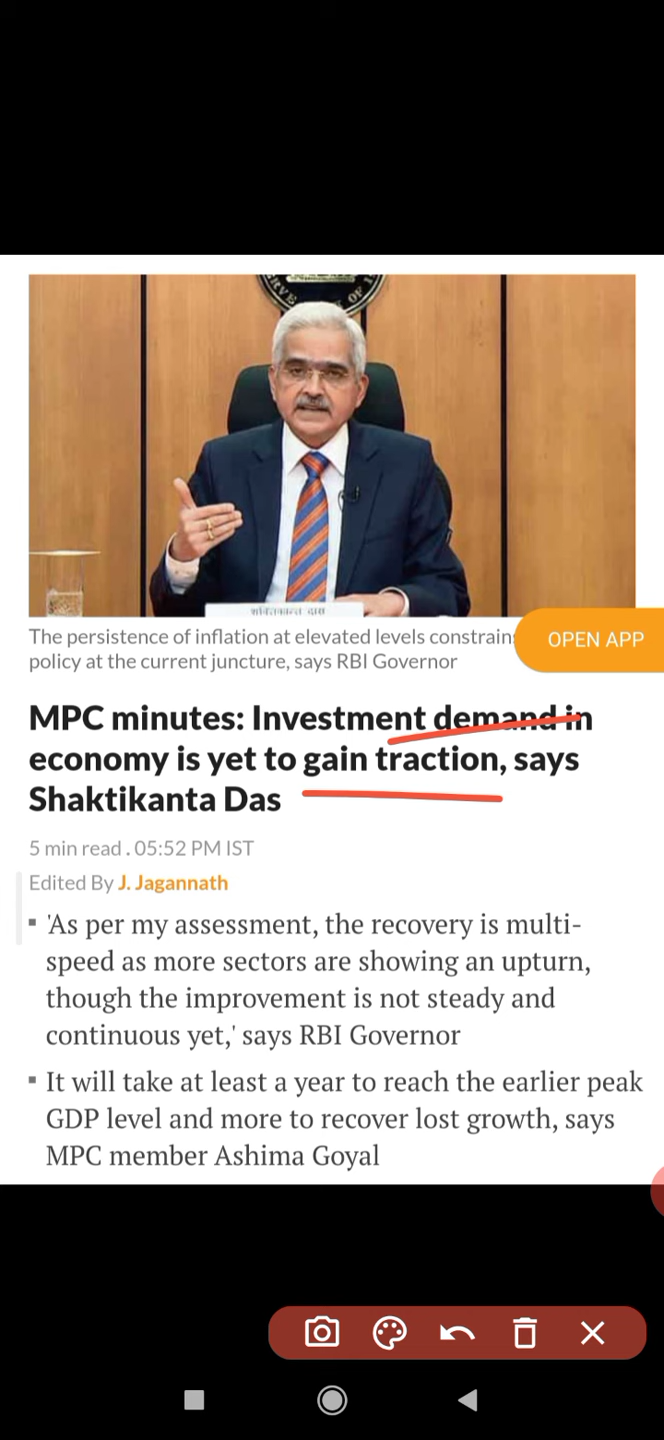 The persistence of inflation at elevated levels constrains
policy at the current juncture, says RBI Governor
OPEN APP
MPC minutes: Investment demand in
economy is yet to gain traction, says
Shaktikanta Das
5 min read . 05:52 PM IST
Edited By J. Jagannath
▪ 'As per my assessment, the recovery is multi-
speed as more sectors are showing an upturn,
though the improvement is not steady and
continuous yet,' says RBI Governor
▪ It will take at least a year to reach the earlier peak
GDP level and more to recover lost growth, says
MPC member Ashima Goyal